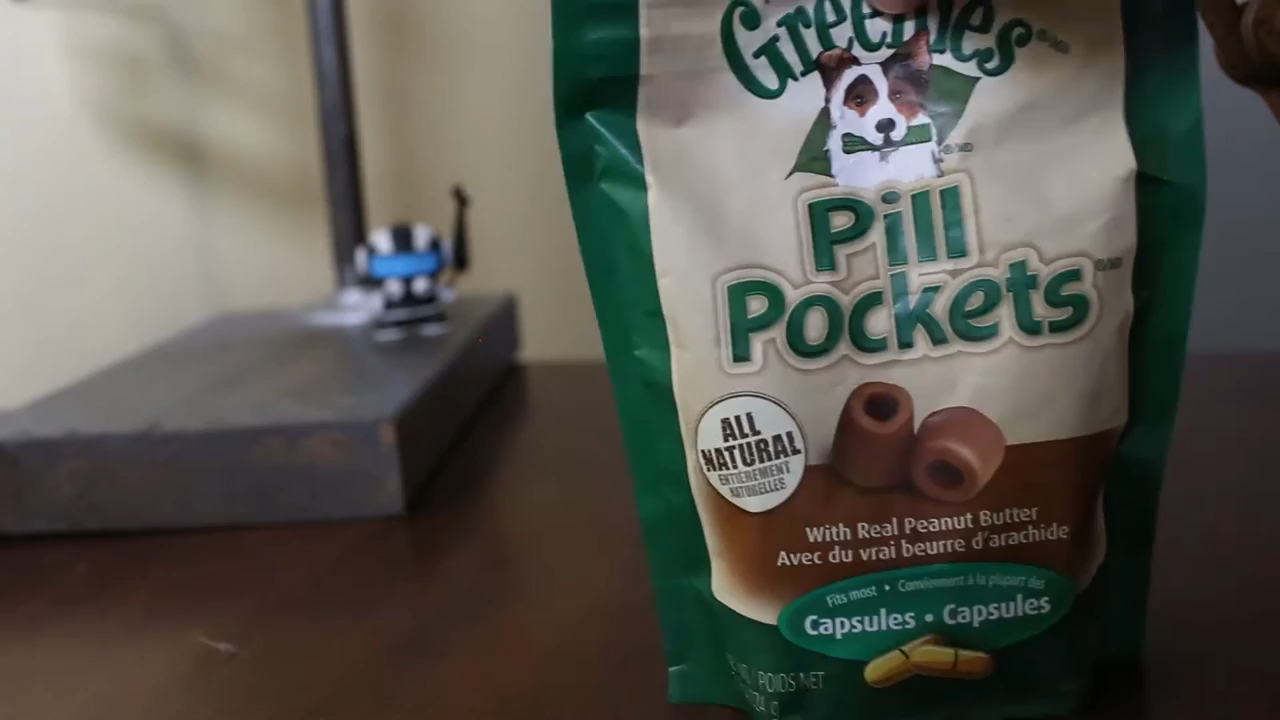 Greenies
Pill
Pockets
ALL
NATURAL
ENTIÈREMENT
NATURELLES
With Real Peanut Butter
Avec du vrai beurre d'arachide
Fits most • Conviennent à la plupart des
Capsules • Capsules
POIDS NET